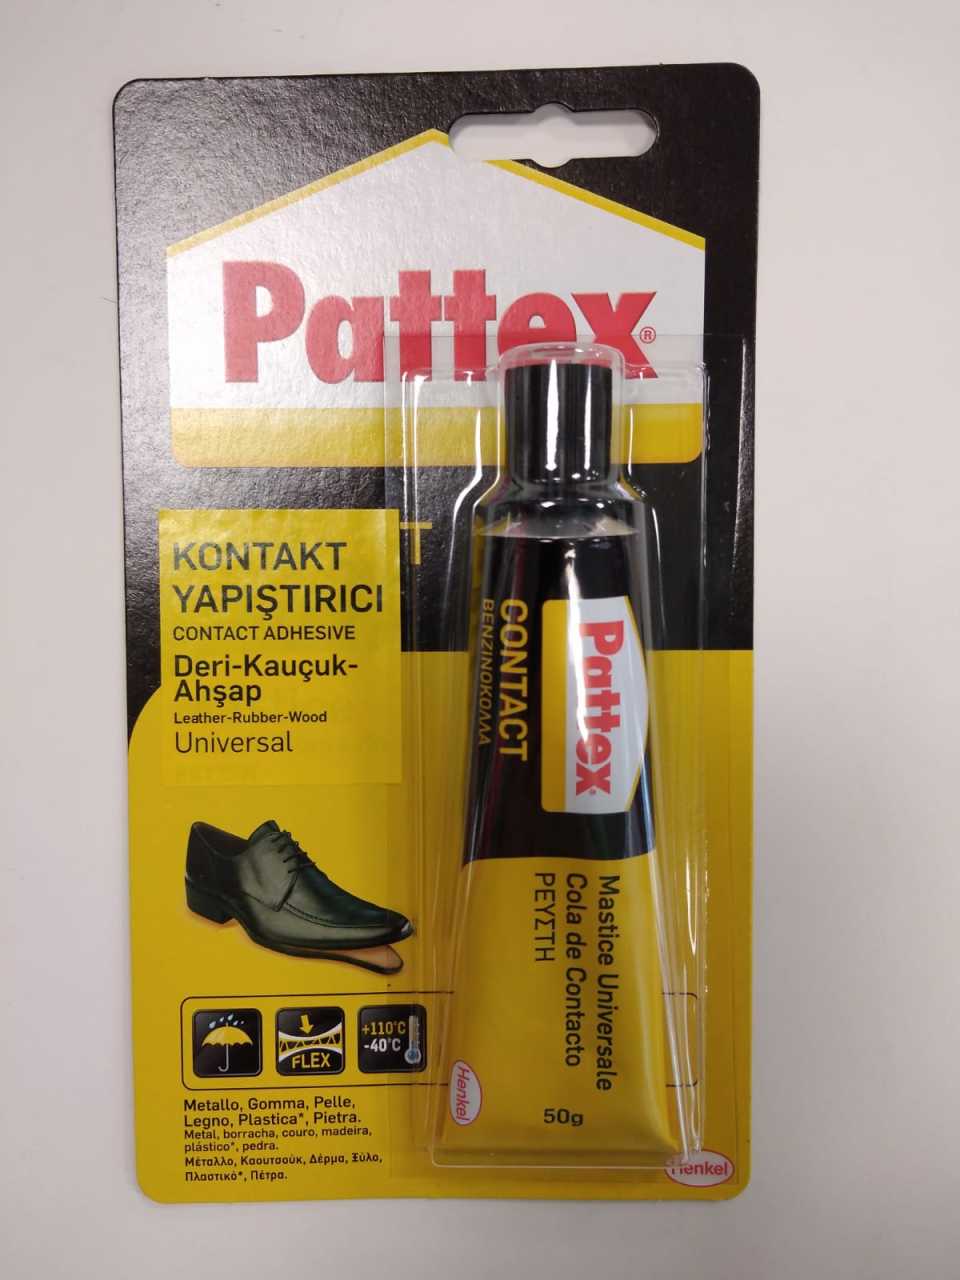 Pattex®
T
KONTAKT
YAPIŞTIRICI
CONTACT ADHESIVE
Deri-Kauçuk-
Ahşap
Leather-Rubber-Wood
Universal
Pattex®
CONTACT
BENZINOKOΛΛA
Mastice Universale
Cola de Contacto
ΡΕΥΣΤΗ
50g
Henkel
FLEX
+110°C
-40°C
Metallo, Gomma, Pelle,
Legno, Plastica*, Pietra.
Metal, borracha, couro, madeira,
plástico*, pedra.
Μέταλλο, Καουτσούκ, Δέρμα, Ξύλο,
Πλαστικό*, Πέτρα.
Henkel